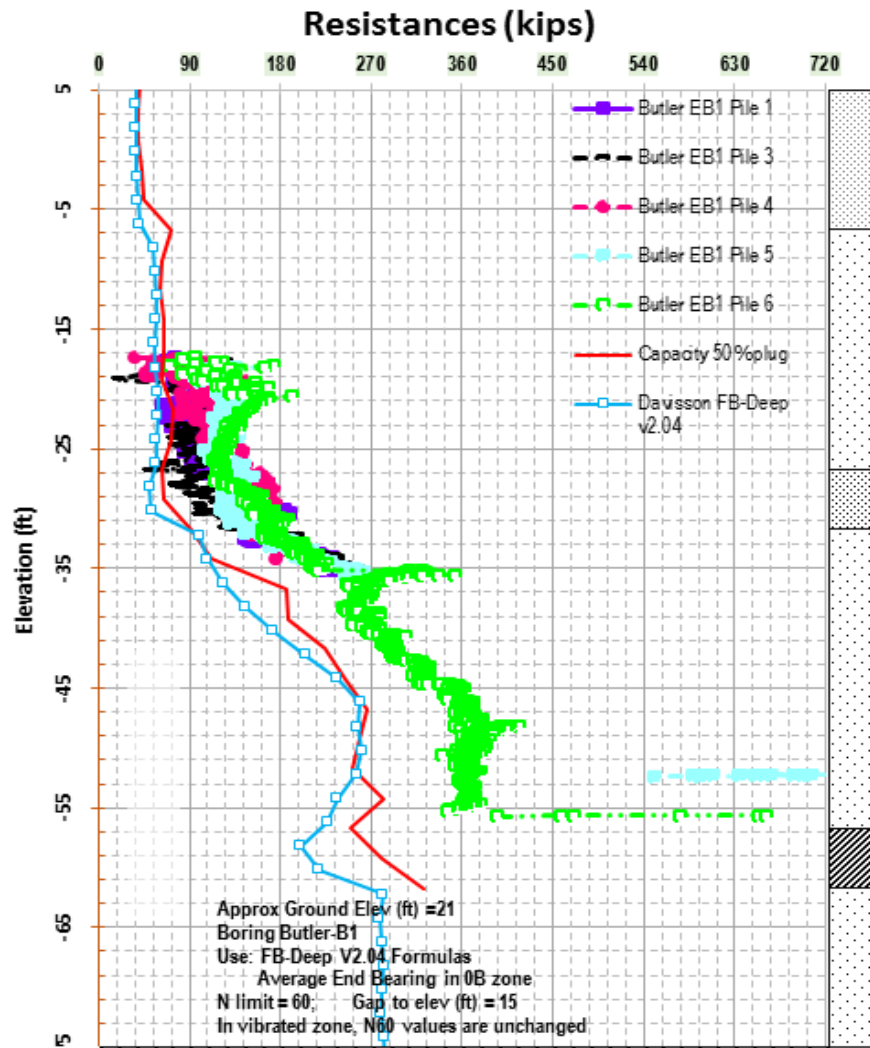 Resistances (kips)
0 90 180 270 360 450 540 630 720
5
-5
-15
-25
-35
-45
-55
-65
Elevation (ft)
Butler EB1 Pile 1
Butler EB1 Pile 3
Butler EB1 Pile 4
Butler EB1 Pile 5
Butler EB1 Pile 6
Capacity 50%plug
Davisson FB-Deep
v2.04
Approx Ground Elev (ft) =21
Boring Butler-B1
Use: FB-Deep V2.04 Formulas
Average End Bearing in 0B zone
N limit = 60; Gap to elev (ft) = 15
In vibrated zone, N60 values are unchanged